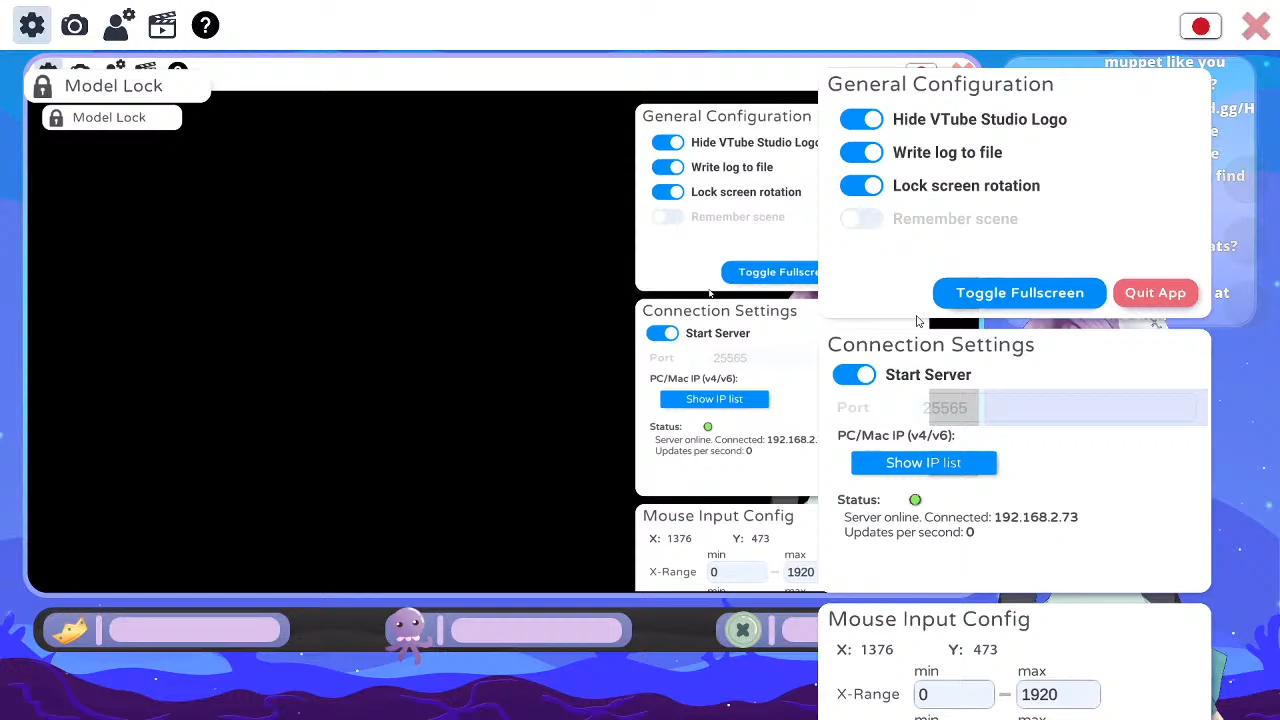 muppet like you
?
d.gg/H
e
e
find
ats?
at
Model Lock
Model Lock
General Configuration
Hide VTube Studio Logo
Write log to file
Lock screen rotation
Remember scene
Toggle Fullscre
Connection Settings
Start Server
Port 25565
PC/Mac IP (v4/v6):
Show IP list
Status:
Server online. Connected: 192.168.2.
Updates per second: 0
Mouse Input Config
X: 1376 Y: 473
min max
X-Range 0 – 1920
General Configuration
Hide VTube Studio Logo
Write log to file
Lock screen rotation
Remember scene
Toggle Fullscreen Quit App
Connection Settings
Start Server
Port 25565
PC/Mac IP (v4/v6):
Show IP list
Status:
Server online. Connected: 192.168.2.73
Updates per second: 0
Mouse Input Config
X: 1376 Y: 473
min max
X-Range 0 – 1920